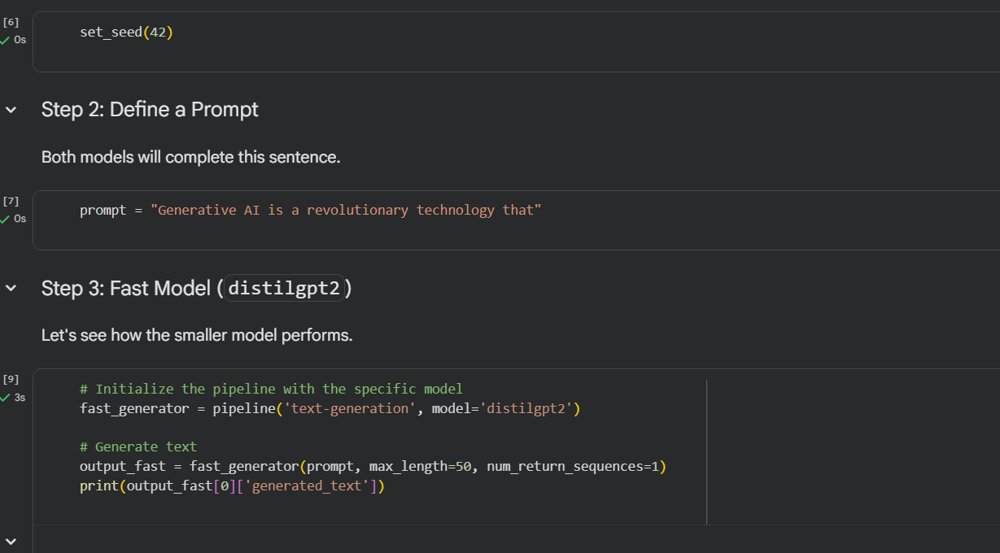 [6]
0s
set_seed(42)
Step 2: Define a Prompt
Both models will complete this sentence.
[7]
0s
prompt = "Generative AI is a revolutionary technology that"
Step 3: Fast Model (distilgpt2)
Let's see how the smaller model performs.
[9]
3s
# Initialize the pipeline with the specific model
fast_generator = pipeline('text-generation', model='distilgpt2')
# Generate text
output_fast = fast_generator(prompt, max_length=50, num_return_sequences=1)
print(output_fast[0]['generated_text'])